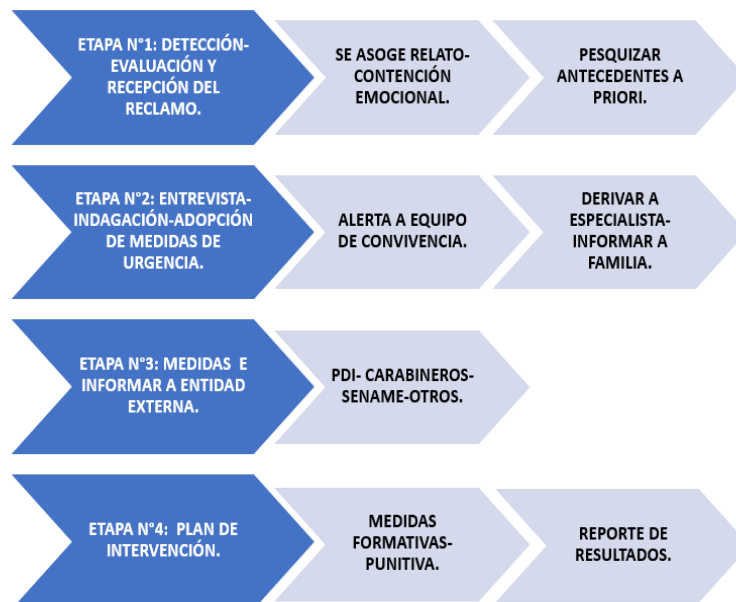 ETAPA N°1: DETECCIÓN-
EVALUACIÓN Y
RECEPCIÓN DEL
RECLAMO.
SE ASOGE RELATO-
CONTENCIÓN
EMOCIONAL.
PESQUIZAR
ANTECEDENTES A
PRIORI.
ETAPA N°2: ENTREVISTA-
INDAGACIÓN-ADOPCIÓN
DE MEDIDAS DE
URGENCIA.
ALERTA A EQUIPO
DE CONVIVENCIA.
DERIVAR A
ESPECIALISTA-
INFORMAR A
FAMILIA.
ETAPA N°3: MEDIDAS E
INFORMAR A ENTIDAD
EXTERNA.
PDI- CARABINEROS-
SENAME-OTROS.
ETAPA N°4: PLAN DE
INTERVENCIÓN.
MEDIDAS
FORMATIVAS-
PUNITIVA.
REPORTE DE
RESULTADOS.